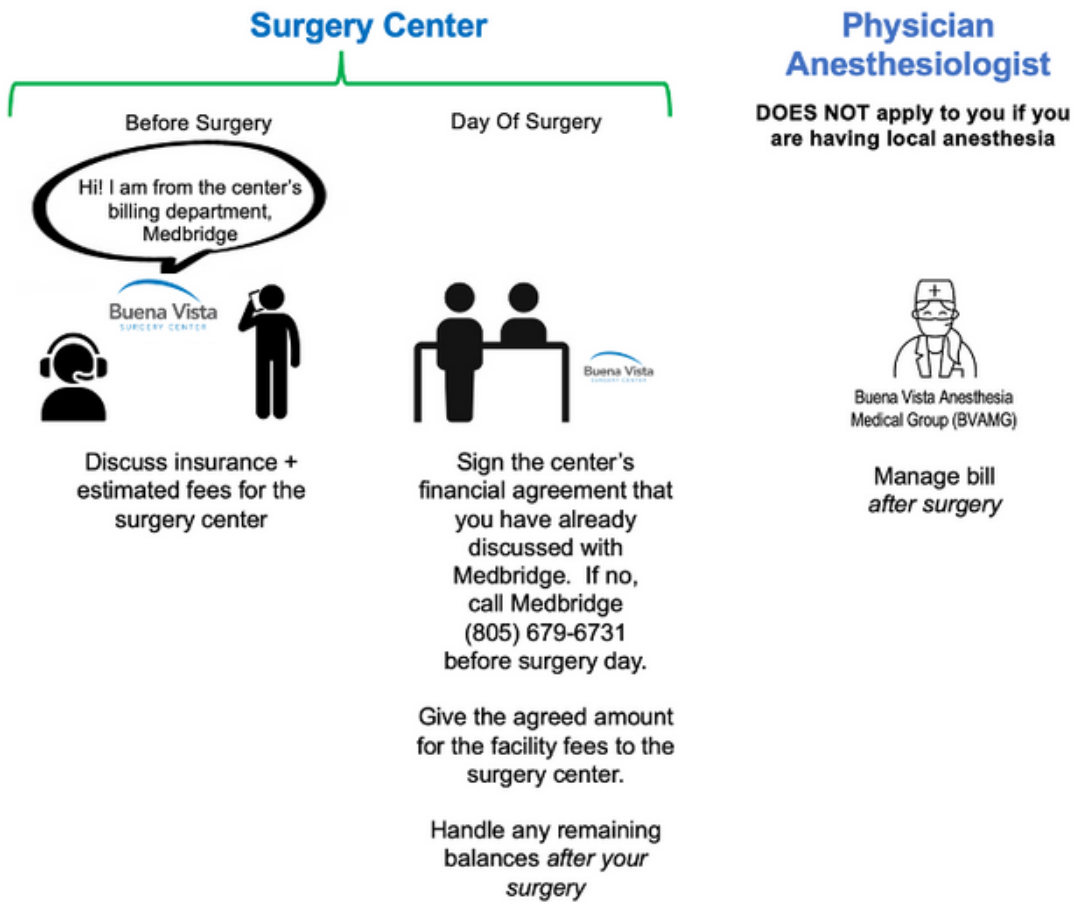 Surgery Center
Before Surgery
Hi! I am from the center's
billing department,
Medbridge
Buena Vista
SURGERY CENTER
Discuss insurance +
estimated fees for the
surgery center
Day Of Surgery
Buena Vista
SURGERY CENTER
Sign the center's
financial agreement that
you have already
discussed with
Medbridge.  If no,
call Medbridge
(805) 679-6731
before surgery day.
Give the agreed amount
for the facility fees to the
surgery center.
Handle any remaining
balances after your
surgery
Physician
Anesthesiologist
DOES NOT apply to you if you
are having local anesthesia
Buena Vista Anesthesia
Medical Group (BVAMG)
Manage bill
after surgery